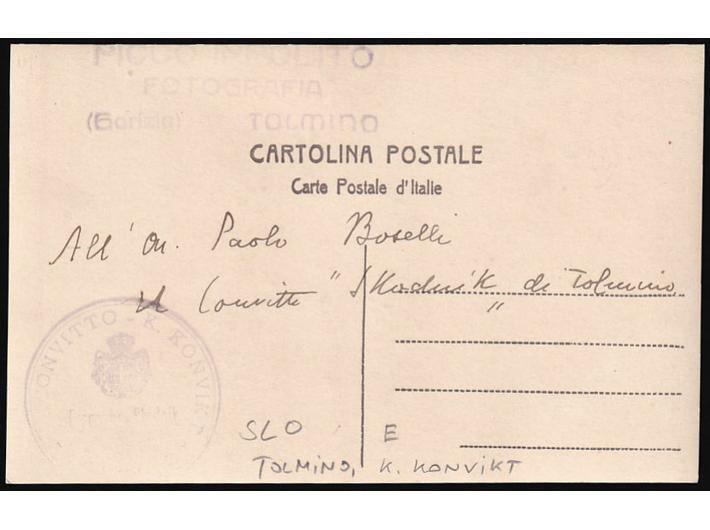 PICCO IPPOLITO
FOTOGRAFIA
(Gorizia) TOLMINO
CARTOLINA POSTALE
Carte Postale d'Italie
All' On. Paolo Boselli
il Convitto "Skodnik" di Tolmino
CONVITTO - K. KONVIKT
SLO E
TOLMINO, K. KONVIKT